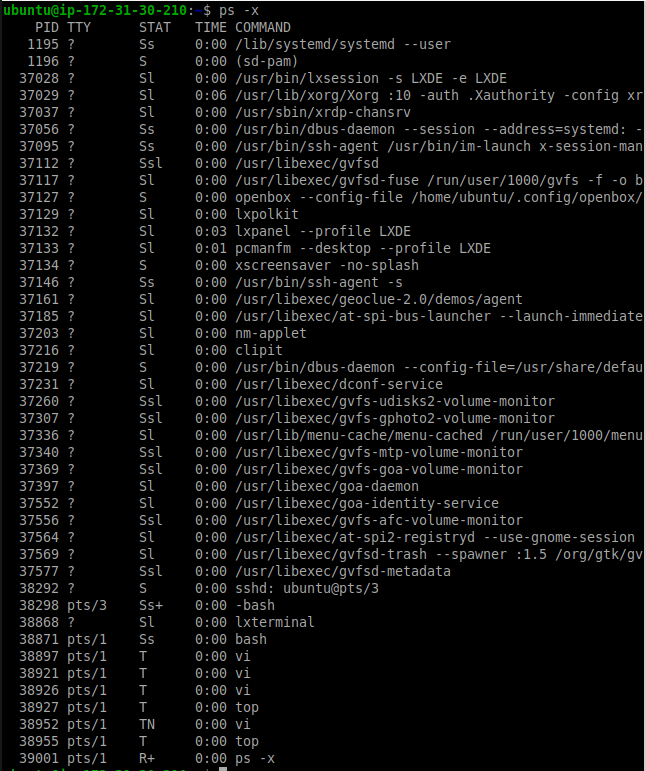 ubuntu@ip-172-31-30-210:~$ ps -x
    PID TTY      STAT   TIME COMMAND
   1195 ?        Ss     0:00 /lib/systemd/systemd --user
   1196 ?        S      0:00 (sd-pam)
  37028 ?        Sl     0:00 /usr/bin/lxsession -s LXDE -e LXDE
  37029 ?        Sl     0:06 /usr/lib/xorg/Xorg :10 -auth .Xauthority -config xr
  37037 ?        Sl     0:00 /usr/sbin/xrdp-chansrv
  37056 ?        Ss     0:00 /usr/bin/dbus-daemon --session --address=systemd: -
  37095 ?        Ss     0:00 /usr/bin/ssh-agent /usr/bin/im-launch x-session-man
  37112 ?        Ssl    0:00 /usr/libexec/gvfsd
  37117 ?        Sl     0:00 /usr/libexec/gvfsd-fuse /run/user/1000/gvfs -f -o b
  37127 ?        S      0:00 openbox --config-file /home/ubuntu/.config/openbox/
  37129 ?        Sl     0:00 lxpolkit
  37132 ?        Sl     0:03 lxpanel --profile LXDE
  37133 ?        Sl     0:01 pcmanfm --desktop --profile LXDE
  37134 ?        S      0:00 xscreensaver -no-splash
  37146 ?        Ss     0:00 /usr/bin/ssh-agent -s
  37161 ?        Sl     0:00 /usr/libexec/geoclue-2.0/demos/agent
  37185 ?        Sl     0:00 /usr/libexec/at-spi-bus-launcher --launch-immediate
  37203 ?        Sl     0:00 nm-applet
  37216 ?        Sl     0:00 clipit
  37219 ?        S      0:00 /usr/bin/dbus-daemon --config-file=/usr/share/defau
  37231 ?        Sl     0:00 /usr/libexec/dconf-service
  37260 ?        Ssl    0:00 /usr/libexec/gvfs-udisks2-volume-monitor
  37307 ?        Ssl    0:00 /usr/libexec/gvfs-gphoto2-volume-monitor
  37336 ?        Sl     0:00 /usr/lib/menu-cache/menu-cached /run/user/1000/menu
  37340 ?        Ssl    0:00 /usr/libexec/gvfs-mtp-volume-monitor
  37369 ?        Ssl    0:00 /usr/libexec/gvfs-goa-volume-monitor
  37397 ?        Sl     0:00 /usr/libexec/goa-daemon
  37552 ?        Sl     0:00 /usr/libexec/goa-identity-service
  37556 ?        Ssl    0:00 /usr/libexec/gvfs-afc-volume-monitor
  37564 ?        Sl     0:00 /usr/libexec/at-spi2-registryd --use-gnome-session
  37569 ?        Sl     0:00 /usr/libexec/gvfsd-trash --spawner :1.5 /org/gtk/gv
  37577 ?        Ssl    0:00 /usr/libexec/gvfsd-metadata
  38292 ?        S      0:00 sshd: ubuntu@pts/3
  38298 pts/3    Ss+    0:00 -bash
  38868 ?        Sl     0:00 lxterminal
  38871 pts/1    Ss     0:00 bash
  38897 pts/1    T      0:00 vi
  38921 pts/1    T      0:00 vi
  38926 pts/1    T      0:00 vi
  38927 pts/1    T      0:00 top
  38952 pts/1    TN     0:00 vi
  38955 pts/1    T      0:00 top
  39001 pts/1    R+     0:00 ps -x